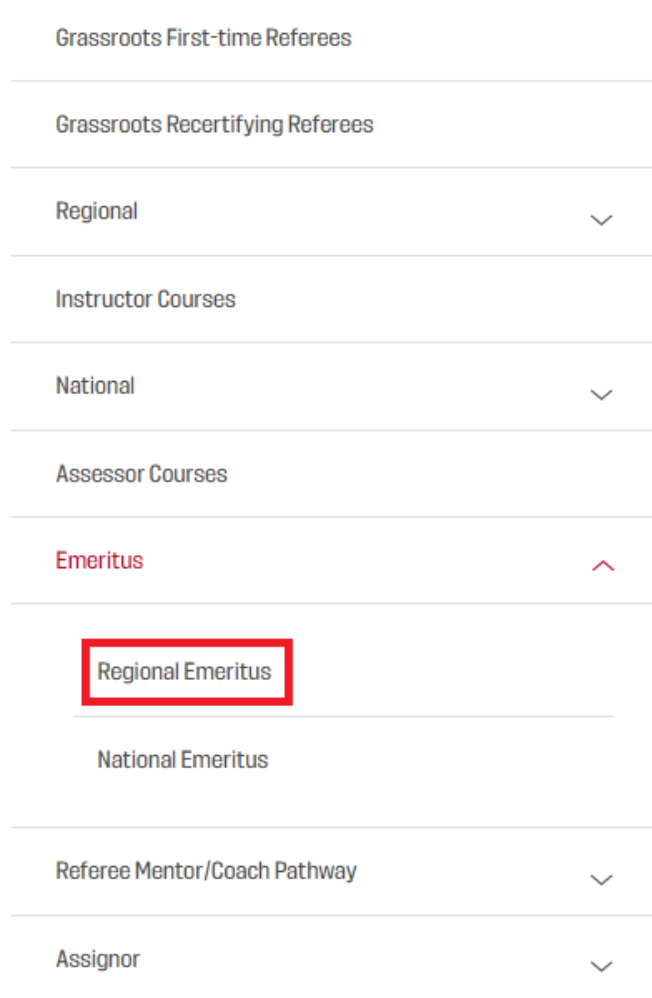 Grassroots First-time Referees
Grassroots Recertifying Referees
Regional
Instructor Courses
National
Assessor Courses
Emeritus
Regional Emeritus
National Emeritus
Referee Mentor/Coach Pathway
Assignor